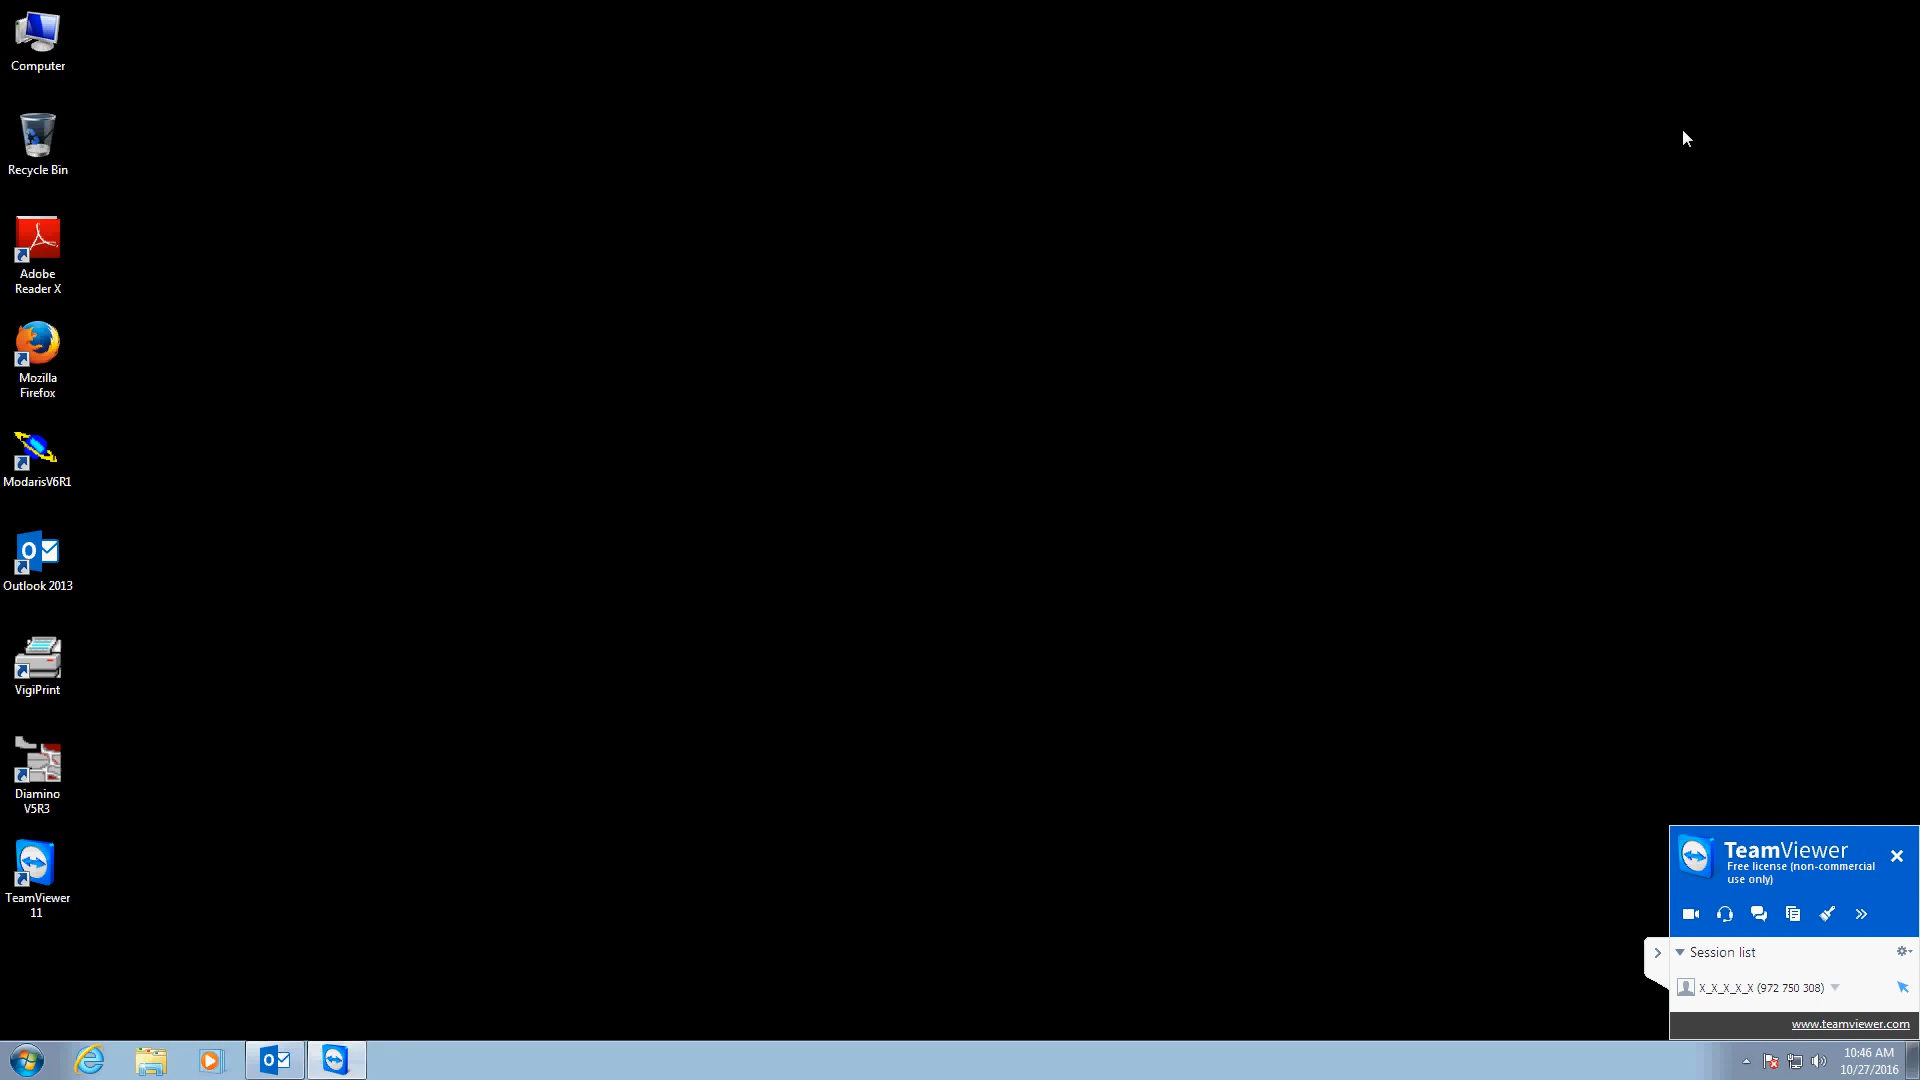 Computer
Recycle Bin
Adobe
Reader X
Mozilla
Firefox
ModarisV6R1
Outlook 2013
VigiPrint
Diamino
V5R3
TeamViewer
11
TeamViewer
Free license (non-commercial
use only)
Session list
X_X_X_X_X (972 750 308)
www.teamviewer.com
10:46 AM
10/27/2016